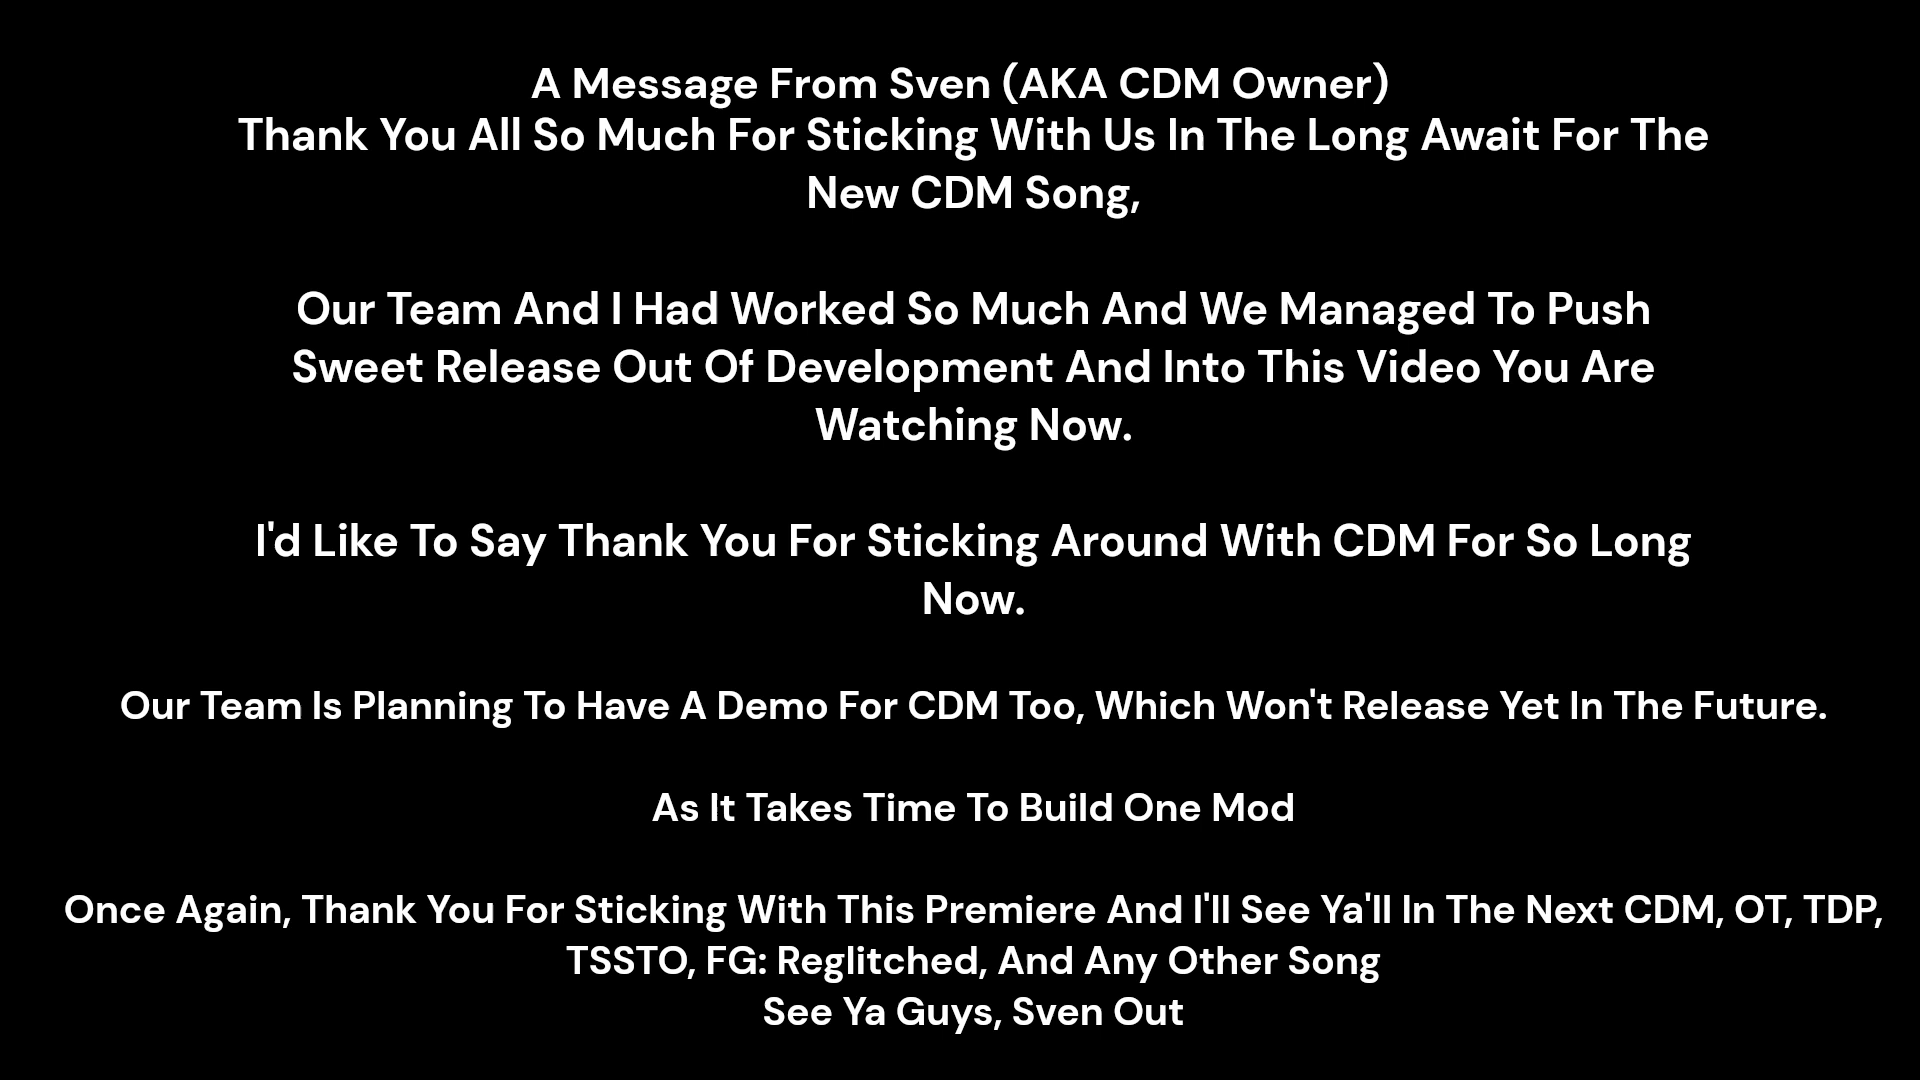 A Message From Sven (AKA CDM Owner)
Thank You All So Much For Sticking With Us In The Long Await For The
New CDM Song,
Our Team And I Had Worked So Much And We Managed To Push
Sweet Release Out Of Development And Into This Video You Are
Watching Now.
I'd Like To Say Thank You For Sticking Around With CDM For So Long
Now.
Our Team Is Planning To Have A Demo For CDM Too, Which Won't Release Yet In The Future.
As It Takes Time To Build One Mod
Once Again, Thank You For Sticking With This Premiere And I'll See Ya'll In The Next CDM, OT, TDP,
TSSTO, FG: Reglitched, And Any Other Song
See Ya Guys, Sven Out